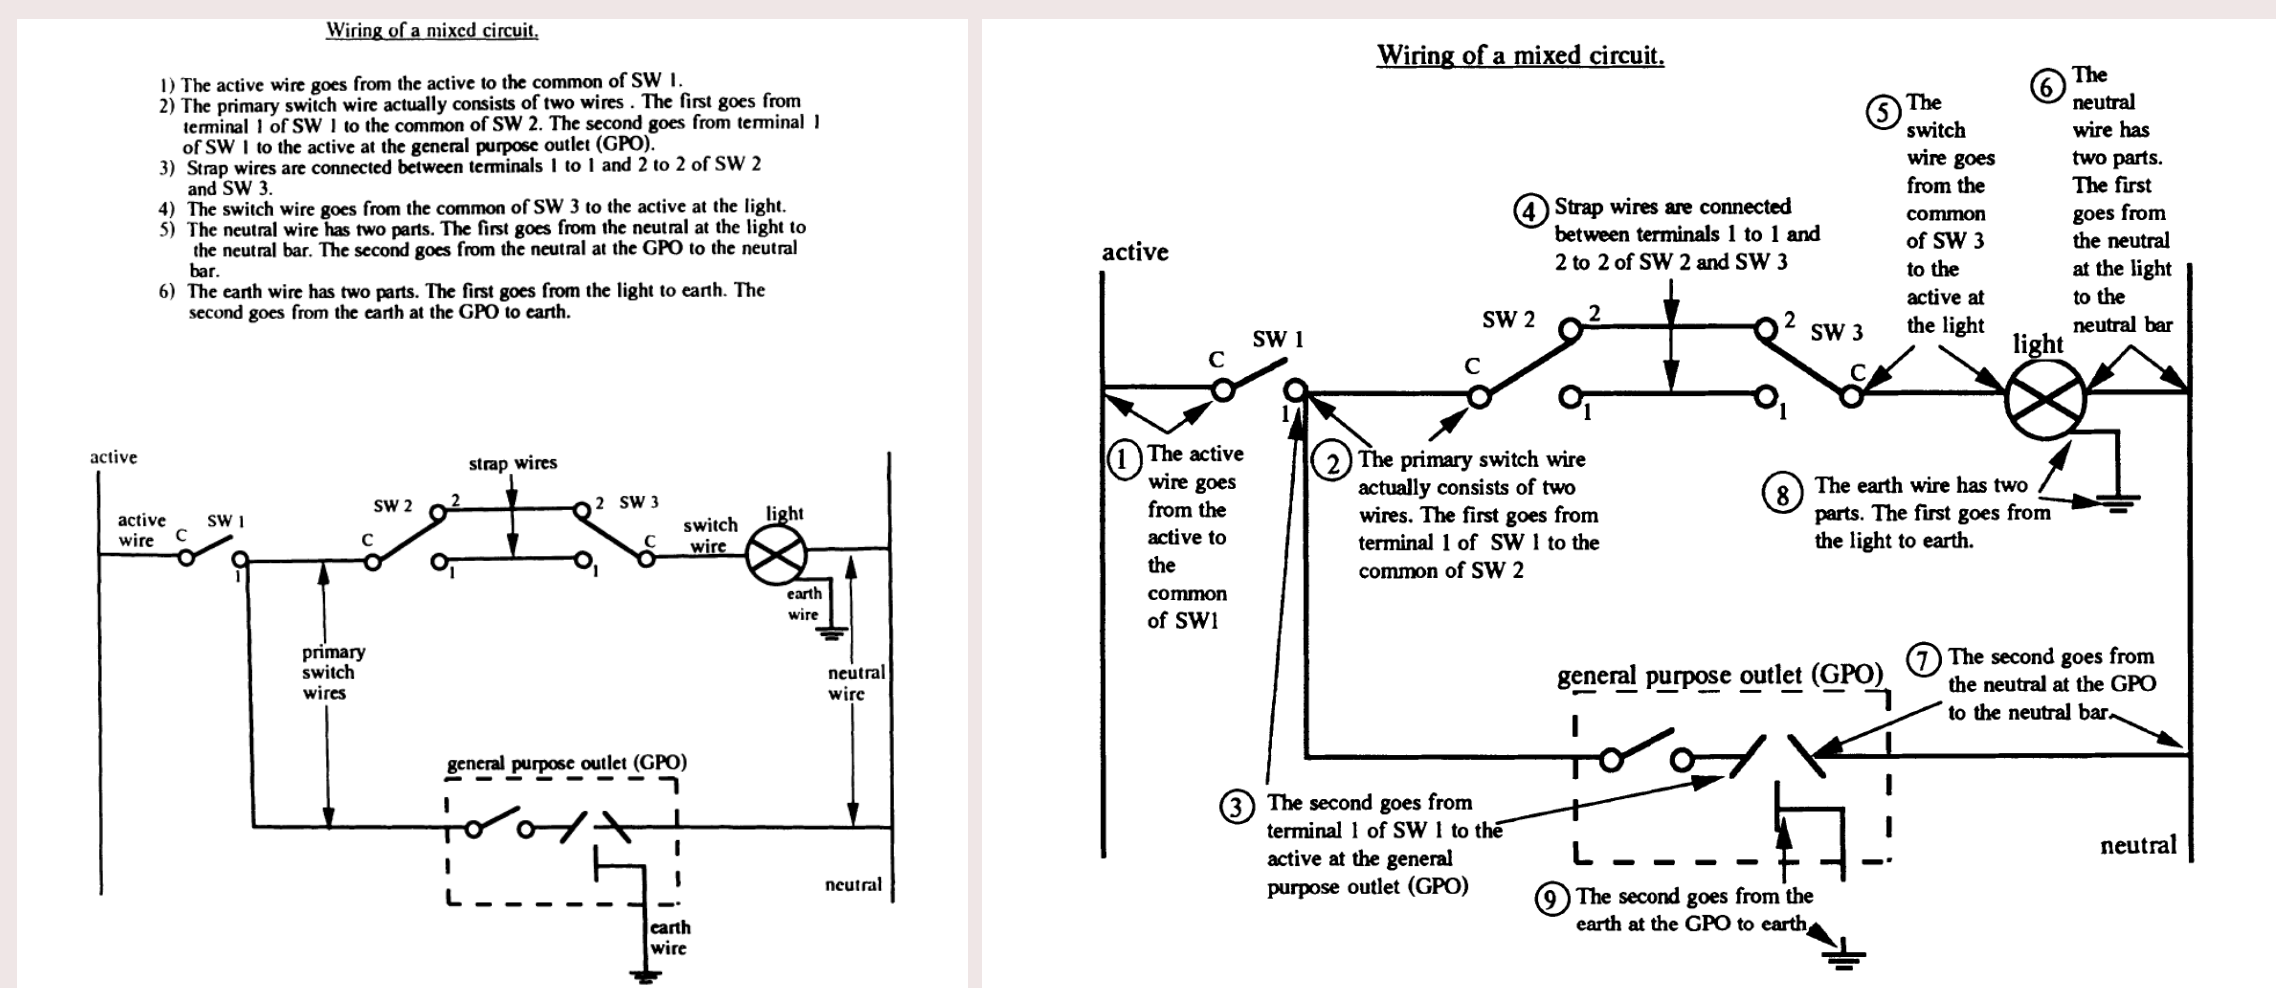 Wiring of a mixed circuit.
1) The active wire goes from the active to the common of SW 1.
2) The primary switch wire actually consists of two wires . The first goes from
terminal 1 of SW 1 to the common of SW 2. The second goes from terminal 1
of SW 1 to the active at the general purpose outlet (GPO).
3) Strap wires are connected between terminals 1 to 1 and 2 to 2 of SW 2
and SW 3.
4) The switch wire goes from the common of SW 3 to the active at the light.
5) The neutral wire has two parts. The first goes from the neutral at the light to
the neutral bar. The second goes from the neutral at the GPO to the neutral
bar.
6) The earth wire has two parts. The first goes from the light to earth. The
second goes from the earth at the GPO to earth.
active
strap wires
SW 2
2
2
SW 3
active
wire
C
SW 1
C
1
1
1
C
switch
wire
light
earth
wire
primary
switch
wires
neutral
wire
general purpose outlet (GPO)
neutral
earth
wire
Wiring of a mixed circuit.
active
SW 1
C
1
SW 2
C
2
1
2
1
SW 3
C
light
1
The active
wire goes
from the
active to
the
common
of SW1
2
The primary switch wire
actually consists of two
wires. The first goes from
terminal 1 of SW 1 to the
common of SW 2
3
The second goes from
terminal 1 of SW 1 to the
active at the general
purpose outlet (GPO)
4
Strap wires are connected
between terminals 1 to 1 and
2 to 2 of SW 2 and SW 3
5
The
switch
wire goes
from the
common
of SW 3
to the
active at
the light
6
The
neutral
wire has
two parts.
The first
goes from
the neutral
at the light
to the
neutral bar
general purpose outlet (GPO)
7
The second goes from
the neutral at the GPO
to the neutral bar.
8
The earth wire has two
parts. The first goes from
the light to earth.
9
The second goes from the
earth at the GPO to earth.
neutral